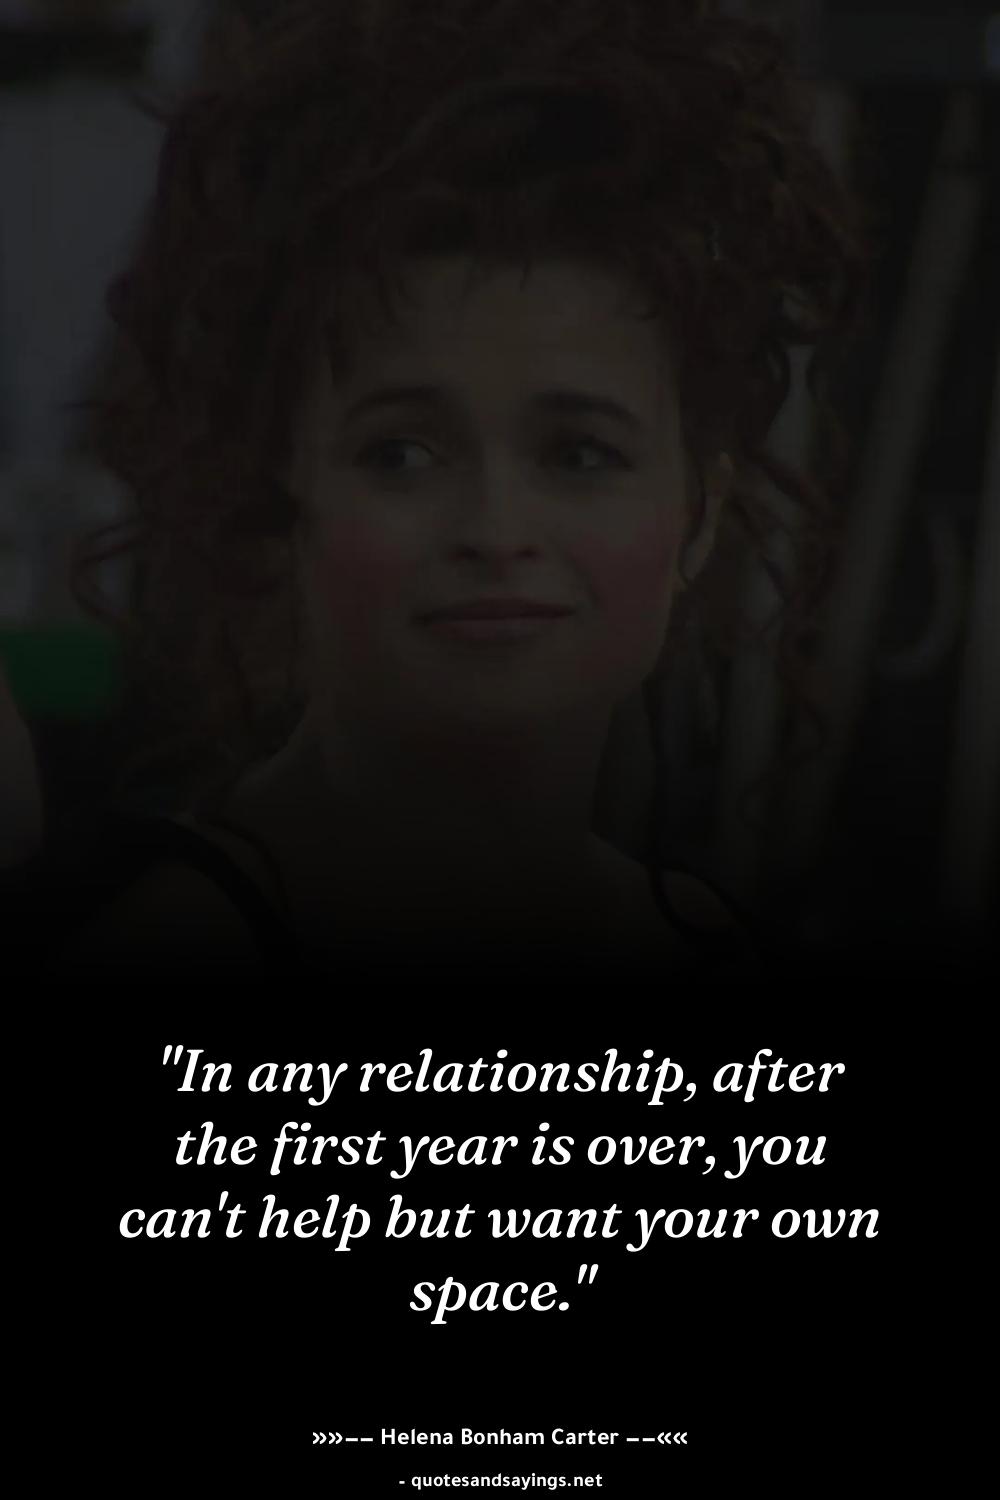 "In any relationship, after
the first year is over, you
can't help but want your own
space."
»»–– Helena Bonham Carter ––««
- quotesandsayings.net